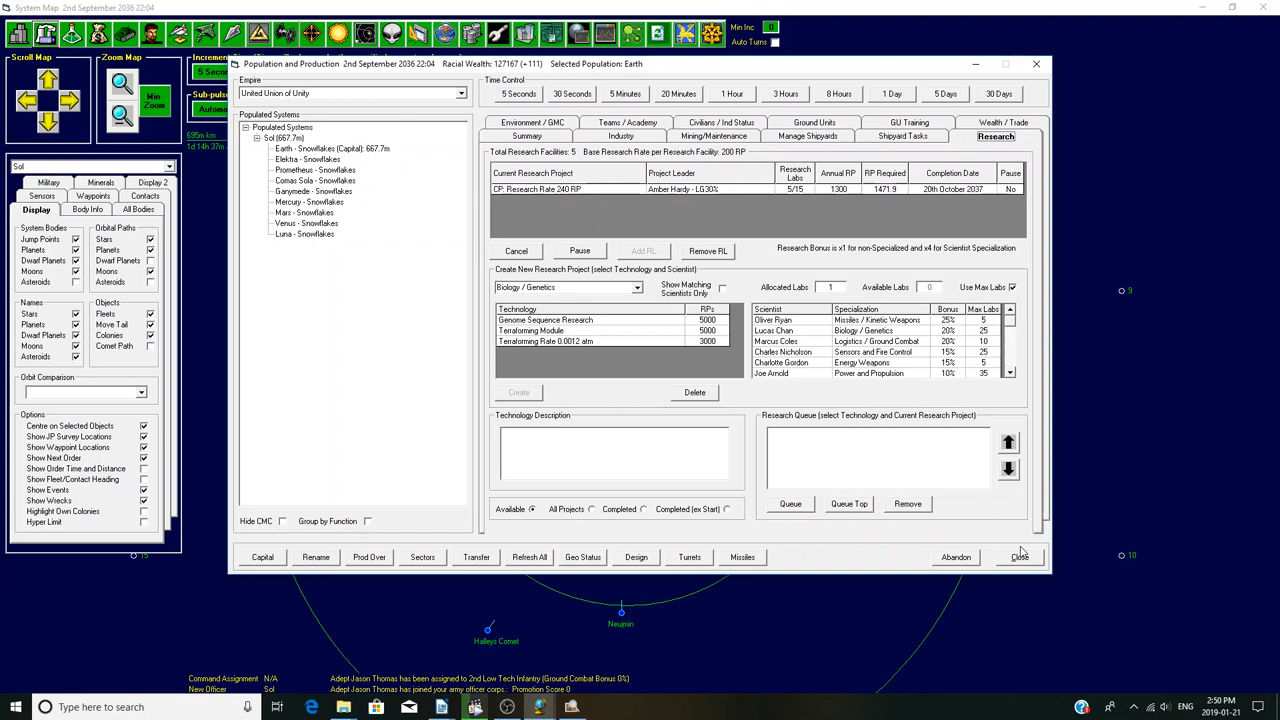 System Map 2nd September 2036 22:04
Min Inc 0
Auto Turns
Scroll Map
Zoom Map
Min Zoom
5 Seco
Sub-pulse
Automa
695m km
Population and Production 2nd September 2036 22:04 Racial Wealth: 127167 (+111) Selected Population: Earth
Empire
United Union of Unity
Populated Systems
Populated Systems
Sol (667.7m)
Earth - Snowflakes (Capital): 667.7m
Elektra - Snowflakes
Prometheus - Snowflakes
Comas Sola - Snowflakes
Ganymede - Snowflakes
Mercury - Snowflakes
Mars - Snowflakes
Venus - Snowflakes
Luna - Snowflakes
Hide CMC
Group by Function
Time Control
5 Seconds 30 Seconds 5 Minutes 20 Minutes 1 Hour 3 Hours 8 Hours 1 Day 5 Days 30 Days
Environment / GMC Teams / Academy Civilians / Ind Status Ground Units GU Training Wealth / Trade
Summary Industry Mining/Maintenance Manage Shipyards Shipyard Tasks Research
Total Research Facilities: 5 Base Research Rate per Research Facility: 200 RP
Current Research Project Project Leader Research Labs Annual RP RP Required Completion Date Pause
CP: Research Rate 240 RP Amber Hardy - LG30% 5/15 1300 1471.9 20th October 2037 No
Cancel Pause Add RL Remove RL
Research Bonus is x1 for non-Specialized and x4 for Scientist Specialization
Create New Research Project (select Technology and Scientist)
Biology / Genetics
Show Matching Scientists Only
Allocated Labs 1 Available Labs 0 Use Max Labs
Technology RPs
Genome Sequence Research 5000
Terraforming Module 5000
Terraforming Rate 0.0012 atm 3000
Scientist Specialization Bonus Max Labs
Oliver Ryan Missiles / Kinetic Weapons 25% 5
Lucas Chan Biology / Genetics 20% 25
Marcus Coles Logistics / Ground Combat 20% 10
Charles Nicholson Sensors and Fire Control 15% 25
Charlotte Gordon Energy Weapons 15% 5
Joe Arnold Power and Propulsion 10% 35
Create Delete
Technology Description
Research Queue (select Technology and Current Research Project)
Available All Projects Completed Completed (ex Start)
Queue Queue Top Remove
Capital Rename Prod Over Sectors Transfer Refresh All Geo Status Design Turrets Missiles Abandon Close
Sol
Military Minerals Display 2
Sensors Waypoints Contacts
Display Body Info All Bodies
System Bodies
Jump Points
Planets
Dwarf Planets
Moons
Asteroids
Orbital Paths
Stars
Planets
Dwarf Planets
Moons
Asteroids
Names
Stars
Planets
Dwarf Planets
Moons
Asteroids
Objects
Fleets
Move Tail
Colonies
Comet Path
Orbit Comparison
Options
Centre on Selected Objects
Show JP Survey Locations
Show Waypoint Locations
Show Next Order
Show Order Time and Distance
Show Fleet/Contact Heading
Show Events
Show Wrecks
Highlight Own Colonies
Hyper Limit
9
15
10
Neujmin
Halleys Comet
Command Assignment N/A Adept Jason Thomas has been assigned to 2nd Low Tech Infantry (Ground Combat Bonus 0%)
New Officer Sol Adept Jason Thomas has joined your army officer corps.: Promotion Score 0
Type here to search
ENG
2:50 PM
2019-01-21